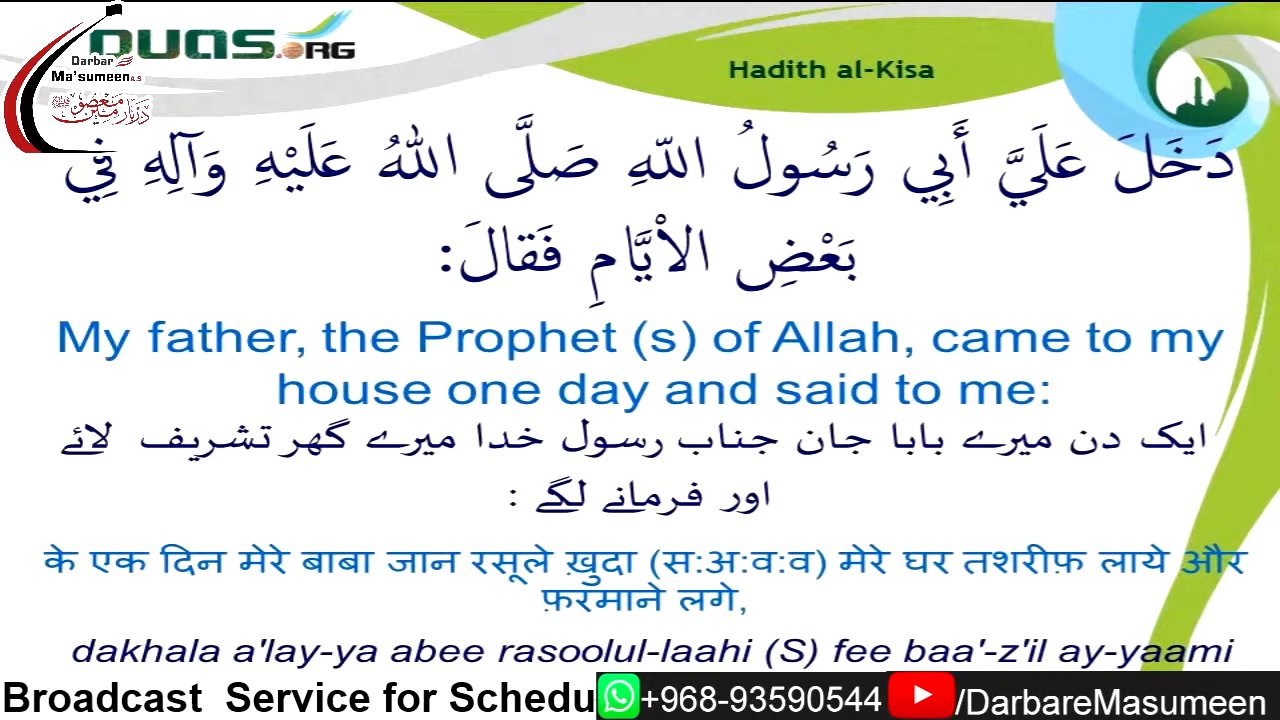 DUAS.ORG
Darbar
Ma'sumeen A.S
Hadith al-Kisa
دَخَلَ عَلَيَّ أَبِي رَسُولُ اللّهِ صَلَّى اللّٰهُ عَلَيْهِ وَآلِهِ فِي
بَعْضِ الاْيَّامِ فَقَالَ:
My father, the Prophet (s) of Allah, came to my
house one day and said to me:
ایک دن میرے بابا جان جناب رسول خدا میرے گھر تشریف لائے
اور فرمانے لگے :
के एक दिन मेरे बाबा जान रसूले ख़ुदा (स:अ:व:व) मेरे घर तशरीफ़ लाये और
फ़रमाने लगे,
dakhala a'lay-ya abee rasoolul-laahi (S) fee baa'-z'il ay-yaami
Broadcast Service for Schedu +968-93590544 /DarbareMasumeen